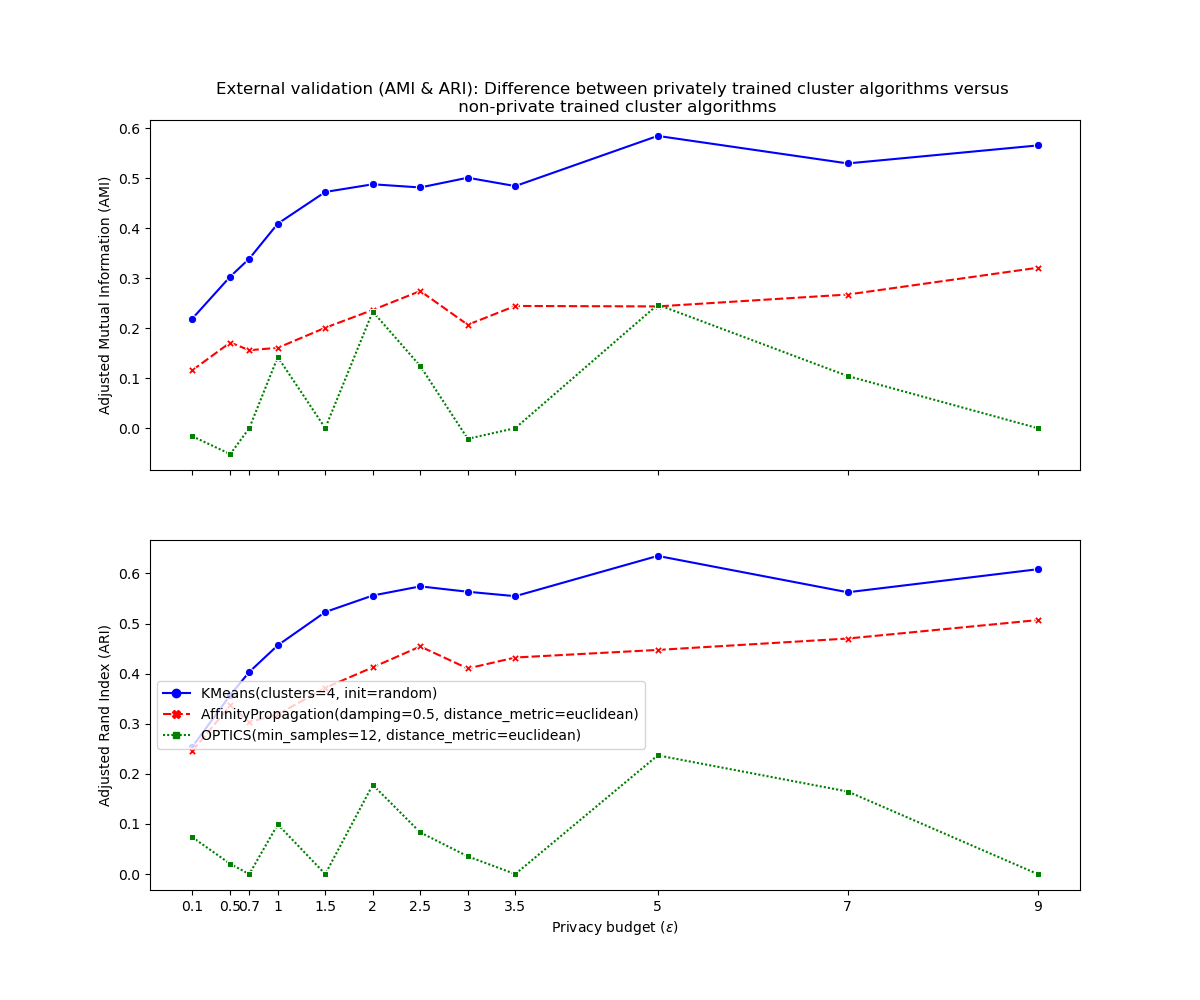 External validation (AMI & ARI): Difference between privately trained cluster algorithms versus
non-private trained cluster algorithms
0.6
0.5
0.4
0.3
0.2
0.1
0.0
Adjusted Mutual Information (AMI)
0.6
0.5
0.4
0.3
0.2
0.1
0.0
Adjusted Rand Index (ARI)
KMeans(clusters=4, init=random)
AffinityPropagation(damping=0.5, distance_metric=euclidean)
OPTICS(min_samples=12, distance_metric=euclidean)
0.1 0.5 0.7 1 1.5 2 2.5 3 3.5 5 7 9
Privacy budget (ε)